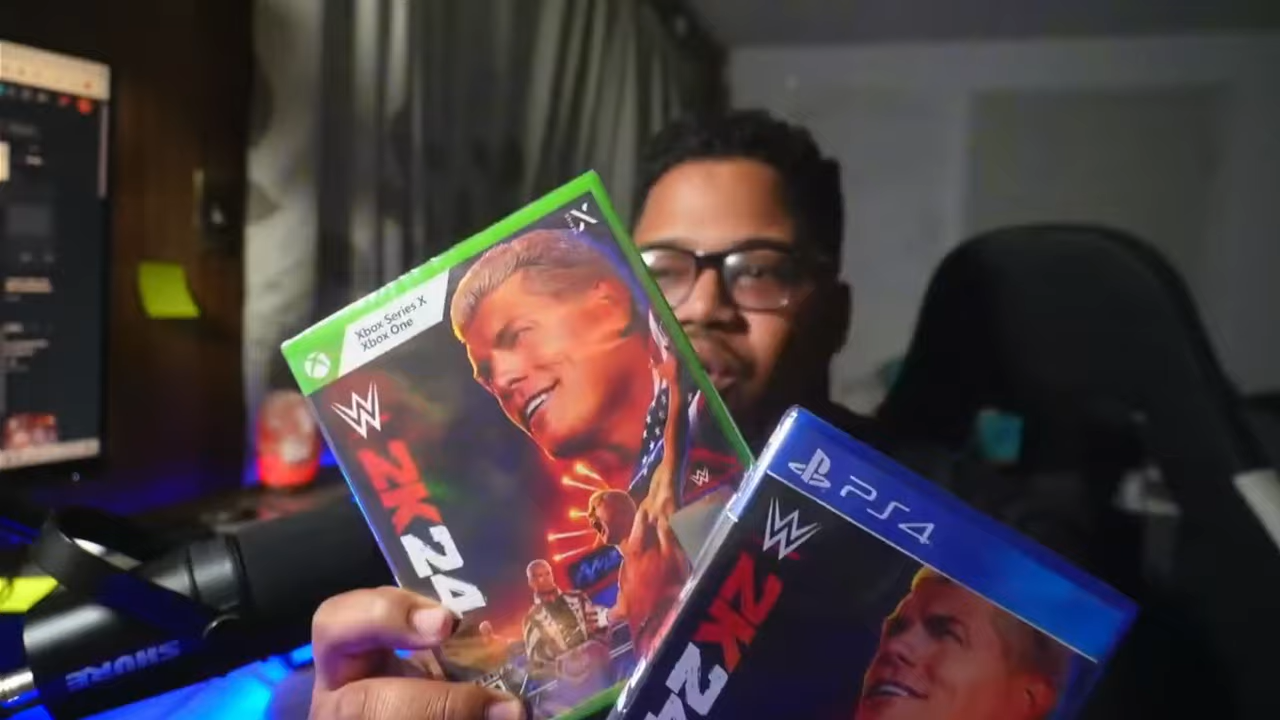 Xbox Series X
Xbox One
W
2K24
PS4
W
2K24
SHURE